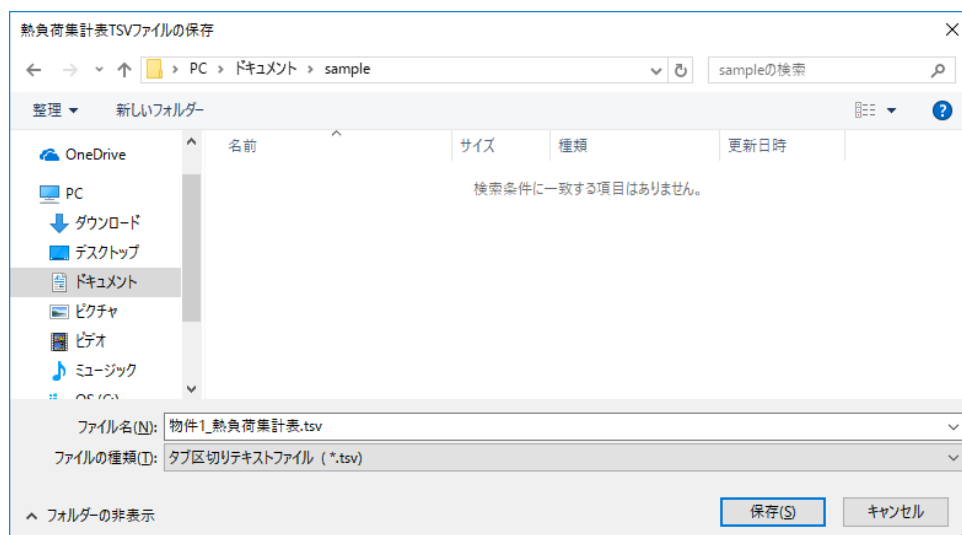 熱負荷集計表TSVファイルの保存
PC › ドキュメント › sample
sampleの検索
整理
新しいフォルダー
名前
サイズ
種類
更新日時
検索条件に一致する項目はありません。
OneDrive
PC
ダウンロード
デスクトップ
ドキュメント
ピクチャ
ビデオ
ミュージック
OS (C:)
ファイル名(N):
物件1_熱負荷集計表.tsv
ファイルの種類(T):
タブ区切りテキストファイル ( *.tsv)
フォルダーの非表示
保存(S)
キャンセル